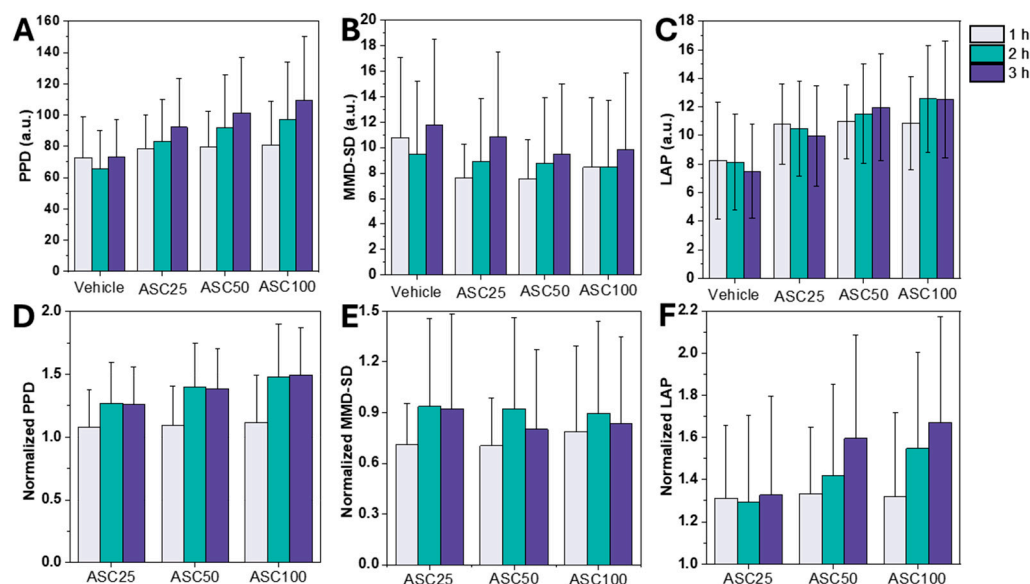 A
PPD (a.u.)
160
140
120
100
80
60
40
20
0
Vehicle ASC25 ASC50 ASC100
B
MMD-SD (a.u.)
20
18
16
14
12
10
8
6
4
2
0
Vehicle ASC25 ASC50 ASC100
C
LAP (a.u.)
18
16
14
12
10
8
6
4
2
0
Vehicle ASC25 ASC50 ASC100
1 h
2 h
3 h
D
Normalized PPD
2.0
1.5
1.0
0.5
0.0
ASC25 ASC50 ASC100
E
Normalized MMD-SD
1.5
1.2
0.9
0.6
0.3
0.0
ASC25 ASC50 ASC100
F
Normalized LAP
2.2
2.0
1.8
1.6
1.4
1.2
1.0
ASC25 ASC50 ASC100